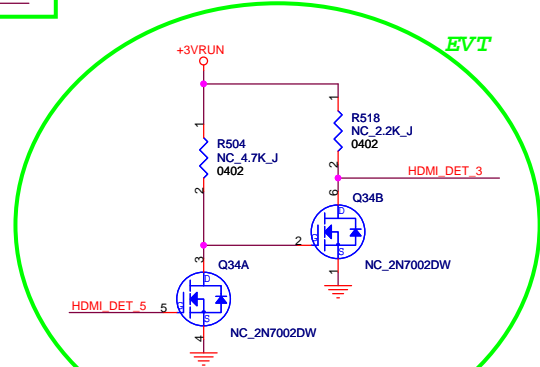 EVT
+3VRUN
1
R504
NC_4.7K_J
0402
2
1
R518
NC_2.2K_J
0402
2
HDMI_DET_3
6
Q34B
D
2
G
S
1
NC_2N7002DW
3
Q34A
D
HDMI_DET_5
5
G
S
4
NC_2N7002DW